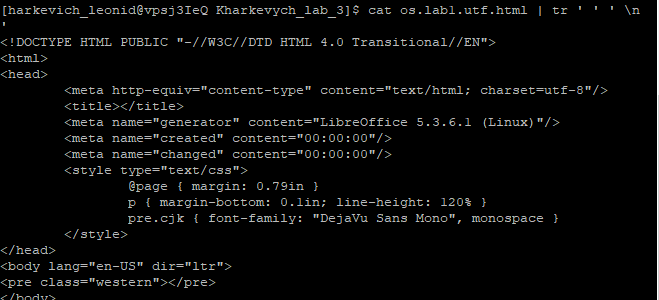 [harkevich_leonid@vpsj3IeQ Kharkevych_lab_3]$ cat os.lab1.utf.html | tr ' ' ' \n
'
<!DOCTYPE HTML PUBLIC "-//W3C//DTD HTML 4.0 Transitional//EN">
<html>
<head>
        <meta http-equiv="content-type" content="text/html; charset=utf-8"/>
        <title></title>
        <meta name="generator" content="LibreOffice 5.3.6.1 (Linux)"/>
        <meta name="created" content="00:00:00"/>
        <meta name="changed" content="00:00:00"/>
        <style type="text/css">
                @page { margin: 0.79in }
                p { margin-bottom: 0.1in; line-height: 120% }
                pre.cjk { font-family: "DejaVu Sans Mono", monospace }
        </style>
</head>
<body lang="en-US" dir="ltr">
<pre class="western"></pre>
</body>